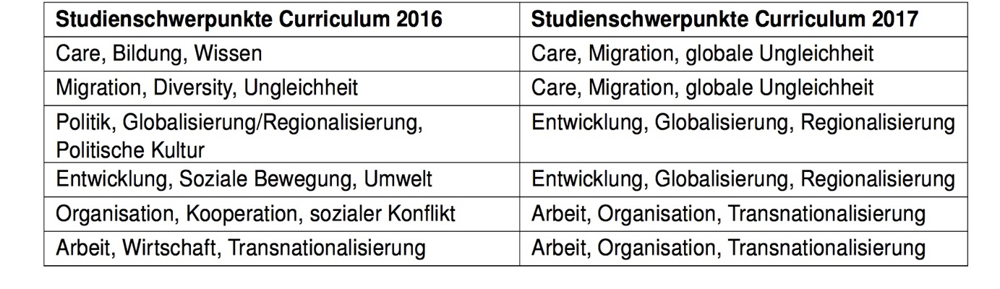 Studienschwerpunkte Curriculum 2016 Studienschwerpunkte Curriculum 2017
Care, Bildung, Wissen Care, Migration, globale Ungleichheit
Migration, Diversity, Ungleichheit Care, Migration, globale Ungleichheit
Politik, Globalisierung/Regionalisierung, Entwicklung, Globalisierung, Regionalisierung
Politische Kultur
Entwicklung, Soziale Bewegung, Umwelt Entwicklung, Globalisierung, Regionalisierung
Organisation, Kooperation, sozialer Konflikt Arbeit, Organisation, Transnationalisierung
Arbeit, Wirtschaft, Transnationalisierung Arbeit, Organisation, Transnationalisierung